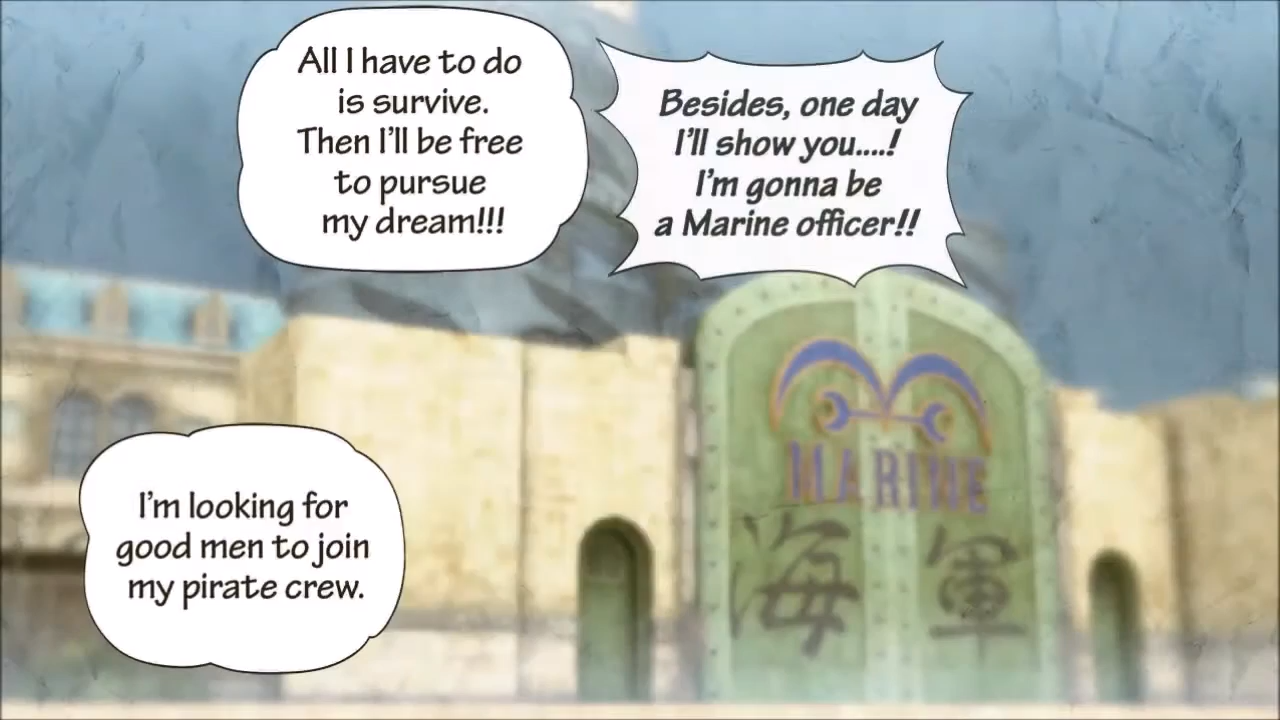 All I have to do
is survive.
Then I'll be free
to pursue
my dream!!!
Besides, one day
I'll show you....!
I'm gonna be
a Marine officer!!
I'm looking for
good men to join
my pirate crew.
MARINE
海軍